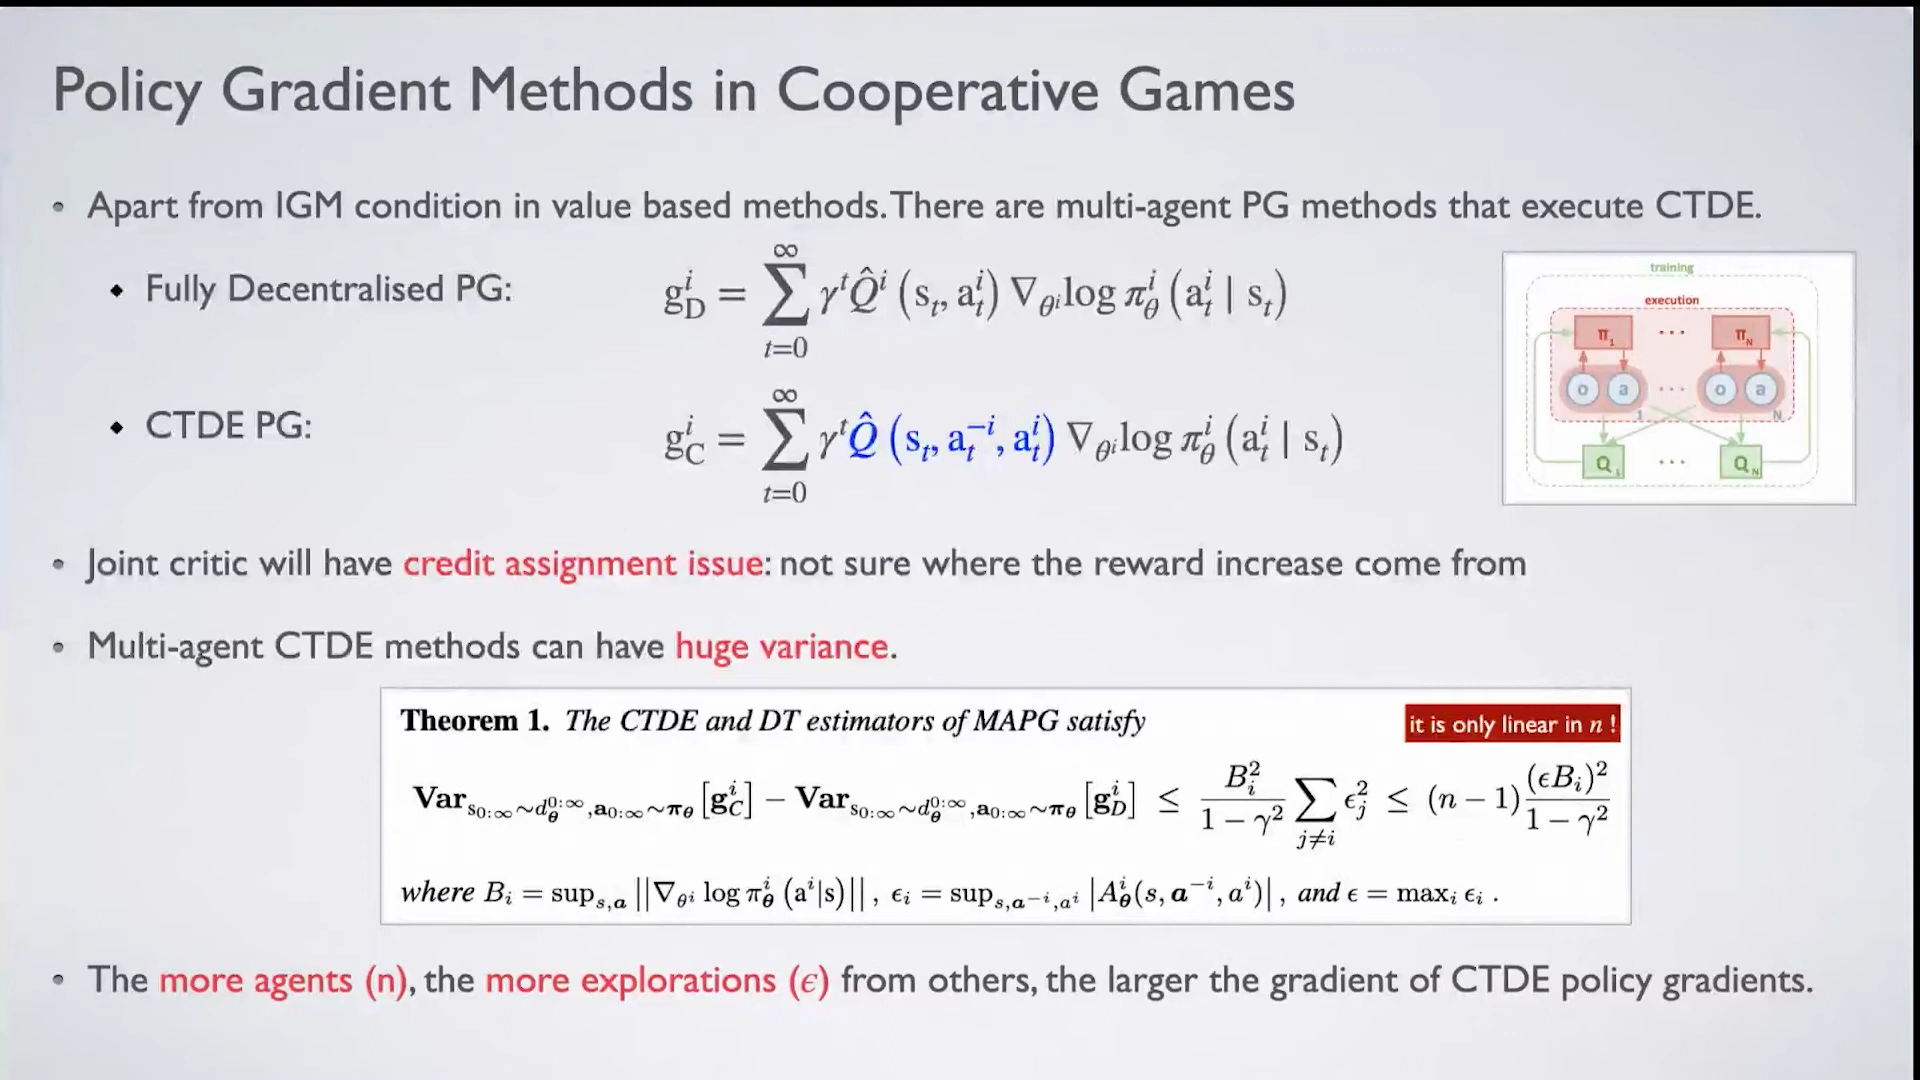 Policy Gradient Methods in Cooperative Games
• Apart from IGM condition in value based methods. There are multi-agent PG methods that execute CTDE.
◆ Fully Decentralised PG: g_D^i = ∑_{t=0}^{∞} γ^t Q̂^i (s_t, a_t^i) ∇_{θ^i} log π_θ^i (a_t^i | s_t)
◆ CTDE PG: g_C^i = ∑_{t=0}^{∞} γ^t Q̂ (s_t, a_t^{-i}, a_t^i) ∇_{θ^i} log π_θ^i (a_t^i | s_t)
training
execution
π_1 ··· π_N
o a ··· o a
1 N
Q_1 ··· Q_N
• Joint critic will have credit assignment issue: not sure where the reward increase come from
• Multi-agent CTDE methods can have huge variance.
Theorem 1. The CTDE and DT estimators of MAPG satisfy
it is only linear in n !
Var_{s_{0:∞}∼d_θ^{0:∞}, a_{0:∞}∼π_θ} [g_C^i] − Var_{s_{0:∞}∼d_θ^{0:∞}, a_{0:∞}∼π_θ} [g_D^i] ≤ B_i^2 / (1 − γ^2) ∑_{j≠i} ϵ_j^2 ≤ (n − 1) (ϵB_i)^2 / (1 − γ^2)
where B_i = sup_{s,a} ||∇_{θ^i} log π_θ^i (a^i|s)||, ϵ_i = sup_{s,a^{-i},a^i} |A_θ^i(s, a^{-i}, a^i)|, and ϵ = max_i ϵ_i .
• The more agents (n), the more explorations (ϵ) from others, the larger the gradient of CTDE policy gradients.